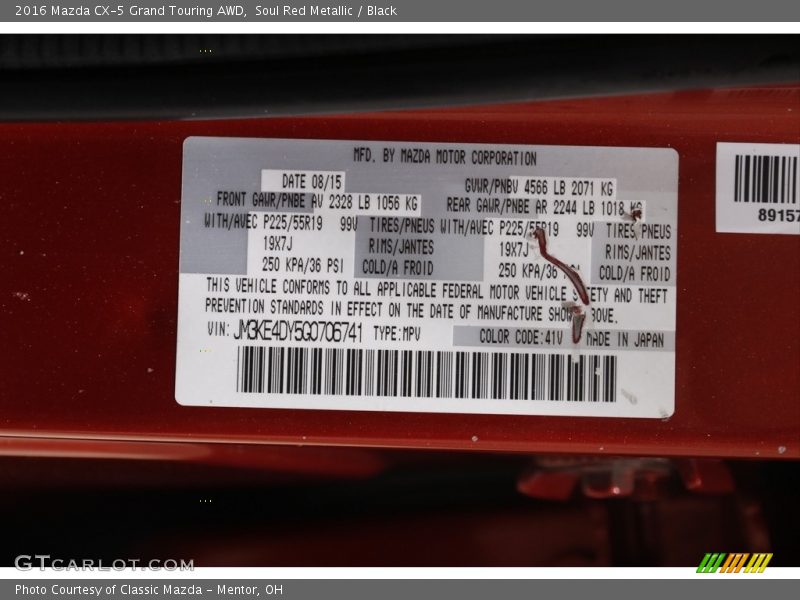 2016 Mazda CX-5 Grand Touring AWD,  Soul Red Metallic / Black
MFD. BY MAZDA MOTOR CORPORATION
DATE 08/15 GVWR/PNBV 4566 LB 2071 KG
FRONT GAWR/PNBE AV 2328 LB 1056 KG REAR GAWR/PNBE AR 2244 LB 1018 KG
WITH/AVEC P225/55R19 99V TIRES/PNEUS WITH/AVEC P225/55R19 99V TIRES/PNEUS
19X7J RIMS/JANTES 19X7J RIMS/JANTES
250 KPA/36 PSI COLD/A FROID 250 KPA/36 PSI COLD/A FROID
THIS VEHICLE CONFORMS TO ALL APPLICABLE FEDERAL MOTOR VEHICLE AND THEFT
PREVENTION STANDARDS IN EFFECT ON THE DATE OF MANUFACTURE
VIN: JM3KE4DY5G0706741 TYPE:MPV COLOR CODE:41V MADE IN JAPAN
89157
GTCARLOT.COM
Photo Courtesy of Classic Mazda - Mentor, OH